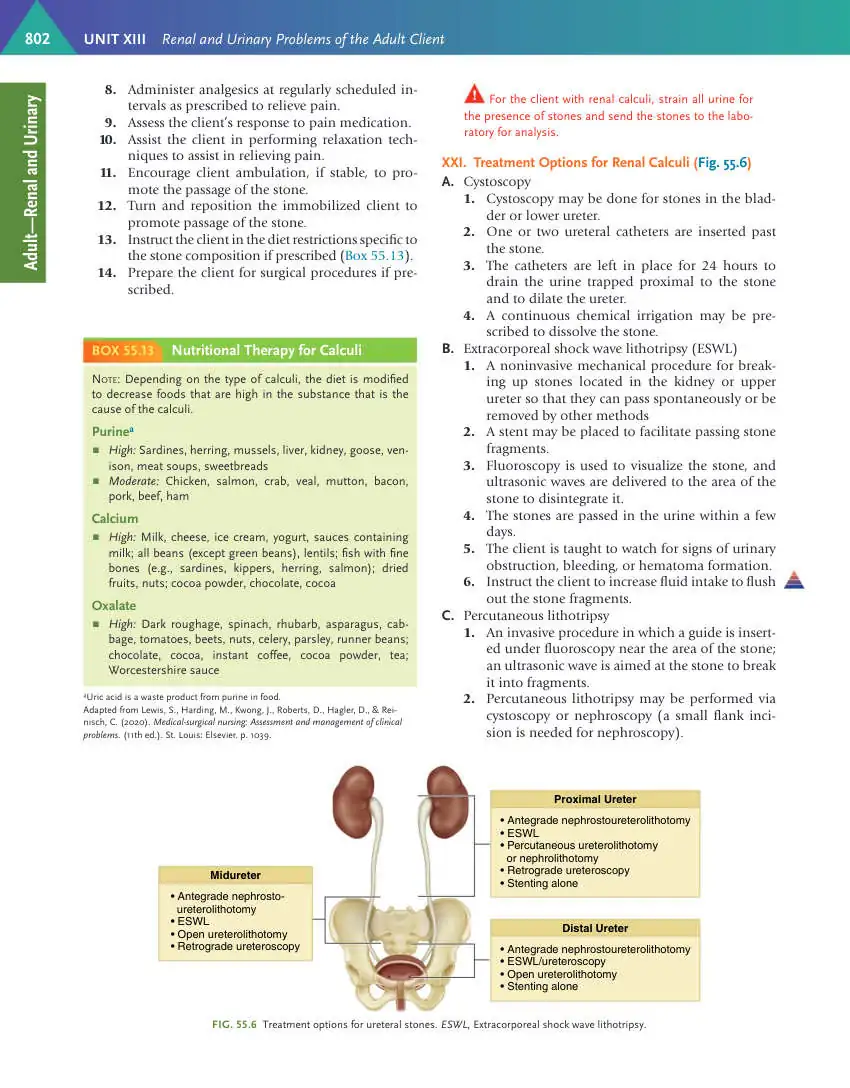 802 UNIT XIII Renal and Urinary Problems of the Adult Client
Adult—Renal and Urinary
8. Administer analgesics at regularly scheduled in-
tervals as prescribed to relieve pain.
9. Assess the client’s response to pain medication.
10. Assist the client in performing relaxation tech-
niques to assist in relieving pain.
11. Encourage client ambulation, if stable, to pro-
mote the passage of the stone.
12. Turn and reposition the immobilized client to
promote passage of the stone.
13. Instruct the client in the diet restrictions specific to
the stone composition if prescribed (Box 55.13).
14. Prepare the client for surgical procedures if pre-
scribed.
BOX 55.13 Nutritional Therapy for Calculi
NOTE: Depending on the type of calculi, the diet is modified
to decrease foods that are high in the substance that is the
cause of the calculi.
Purineª
■ High: Sardines, herring, mussels, liver, kidney, goose, ven-
ison, meat soups, sweetbreads
■ Moderate: Chicken, salmon, crab, veal, mutton, bacon,
pork, beef, ham
Calcium
■ High: Milk, cheese, ice cream, yogurt, sauces containing
milk; all beans (except green beans), lentils; fish with fine
bones (e.g., sardines, kippers, herring, salmon); dried
fruits, nuts; cocoa powder, chocolate, cocoa
Oxalate
■ High: Dark roughage, spinach, rhubarb, asparagus, cab-
bage, tomatoes, beets, nuts, celery, parsley, runner beans;
chocolate, cocoa, instant coffee, cocoa powder, tea;
Worcestershire sauce
ªUric acid is a waste product from purine in food.
Adapted from Lewis, S., Harding, M., Kwong, J., Roberts, D., Hagler, D., & Rei-
nisch, C. (2020). Medical-surgical nursing: Assessment and management of clinical
problems. (11th ed.). St. Louis: Elsevier. p. 1039.
! For the client with renal calculi, strain all urine for
the presence of stones and send the stones to the labo-
ratory for analysis.
XXI. Treatment Options for Renal Calculi (Fig. 55.6)
A. Cystoscopy
1. Cystoscopy may be done for stones in the blad-
der or lower ureter.
2. One or two ureteral catheters are inserted past
the stone.
3. The catheters are left in place for 24 hours to
drain the urine trapped proximal to the stone
and to dilate the ureter.
4. A continuous chemical irrigation may be pre-
scribed to dissolve the stone.
B. Extracorporeal shock wave lithotripsy (ESWL)
1. A noninvasive mechanical procedure for break-
ing up stones located in the kidney or upper
ureter so that they can pass spontaneously or be
removed by other methods
2. A stent may be placed to facilitate passing stone
fragments.
3. Fluoroscopy is used to visualize the stone, and
ultrasonic waves are delivered to the area of the
stone to disintegrate it.
4. The stones are passed in the urine within a few
days.
5. The client is taught to watch for signs of urinary
obstruction, bleeding, or hematoma formation.
6. Instruct the client to increase fluid intake to flush
out the stone fragments.
C. Percutaneous lithotripsy
1. An invasive procedure in which a guide is insert-
ed under fluoroscopy near the area of the stone;
an ultrasonic wave is aimed at the stone to break
it into fragments.
2. Percutaneous lithotripsy may be performed via
cystoscopy or nephroscopy (a small flank inci-
sion is needed for nephroscopy).
Midureter
• Antegrade nephrosto-
ureterolithotomy
• ESWL
• Open ureterolithotomy
• Retrograde ureteroscopy
Proximal Ureter
• Antegrade nephrostoureterolithotomy
• ESWL
• Percutaneous ureterolithotomy
or nephrolithotomy
• Retrograde ureteroscopy
• Stenting alone
Distal Ureter
• Antegrade nephrostoureterolithotomy
• ESWL/ureteroscopy
• Open ureterolithotomy
• Stenting alone
FIG. 55.6 Treatment options for ureteral stones. ESWL, Extracorporeal shock wave lithotripsy.